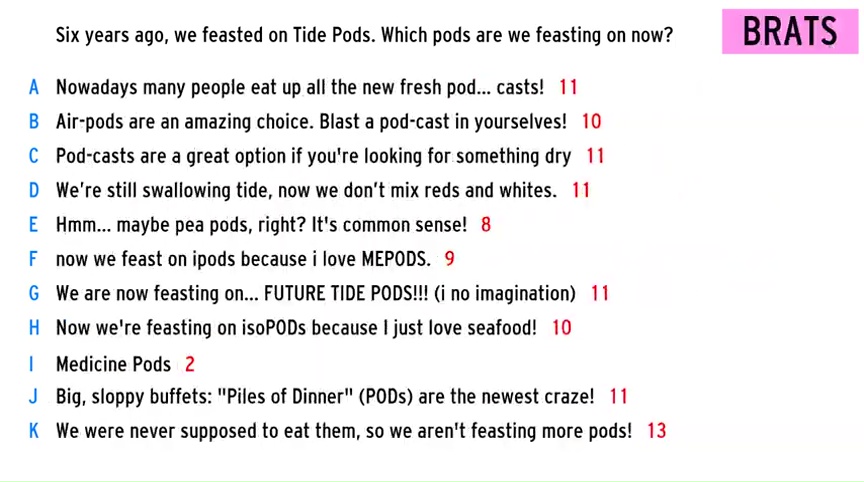 Six years ago, we feasted on Tide Pods. Which pods are we feasting on now?
BRATS
A Nowadays many people eat up all the new fresh pod... casts! 11
B Air-pods are an amazing choice. Blast a pod-cast in yourselves! 10
C Pod-casts are a great option if you're looking for something dry 11
D We're still swallowing tide, now we don't mix reds and whites. 11
E Hmm... maybe pea pods, right? It's common sense! 8
F now we feast on ipods because i love MEPODS. 9
G We are now feasting on... FUTURE TIDE PODS!!! (i no imagination) 11
H Now we're feasting on isoPODs because I just love seafood! 10
I Medicine Pods 2
J Big, sloppy buffets: "Piles of Dinner" (PODs) are the newest craze! 11
K We were never supposed to eat them, so we aren't feasting more pods! 13